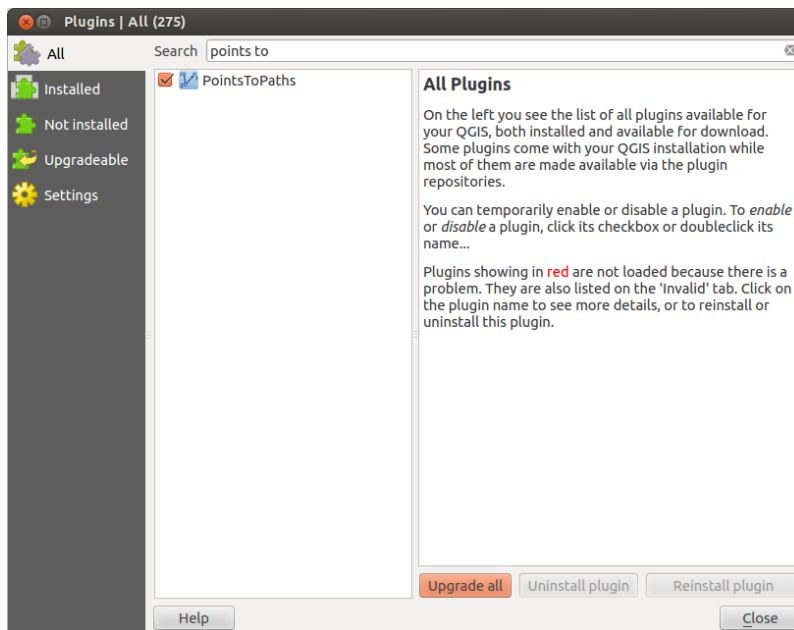 Plugins | All (275)
All
Installed
Not installed
Upgradeable
Settings
Search points to
PointsToPaths
All Plugins
On the left you see the list of all plugins available for
your QGIS, both installed and available for download.
Some plugins come with your QGIS installation while
most of them are made available via the plugin
repositories.
You can temporarily enable or disable a plugin. To enable
or disable a plugin, click its checkbox or doubleclick its
name...
Plugins showing in red are not loaded because there is a
problem. They are also listed on the 'Invalid' tab. Click on
the plugin name to see more details, or to reinstall or
uninstall this plugin.
Upgrade all Uninstall plugin Reinstall plugin
Help Close